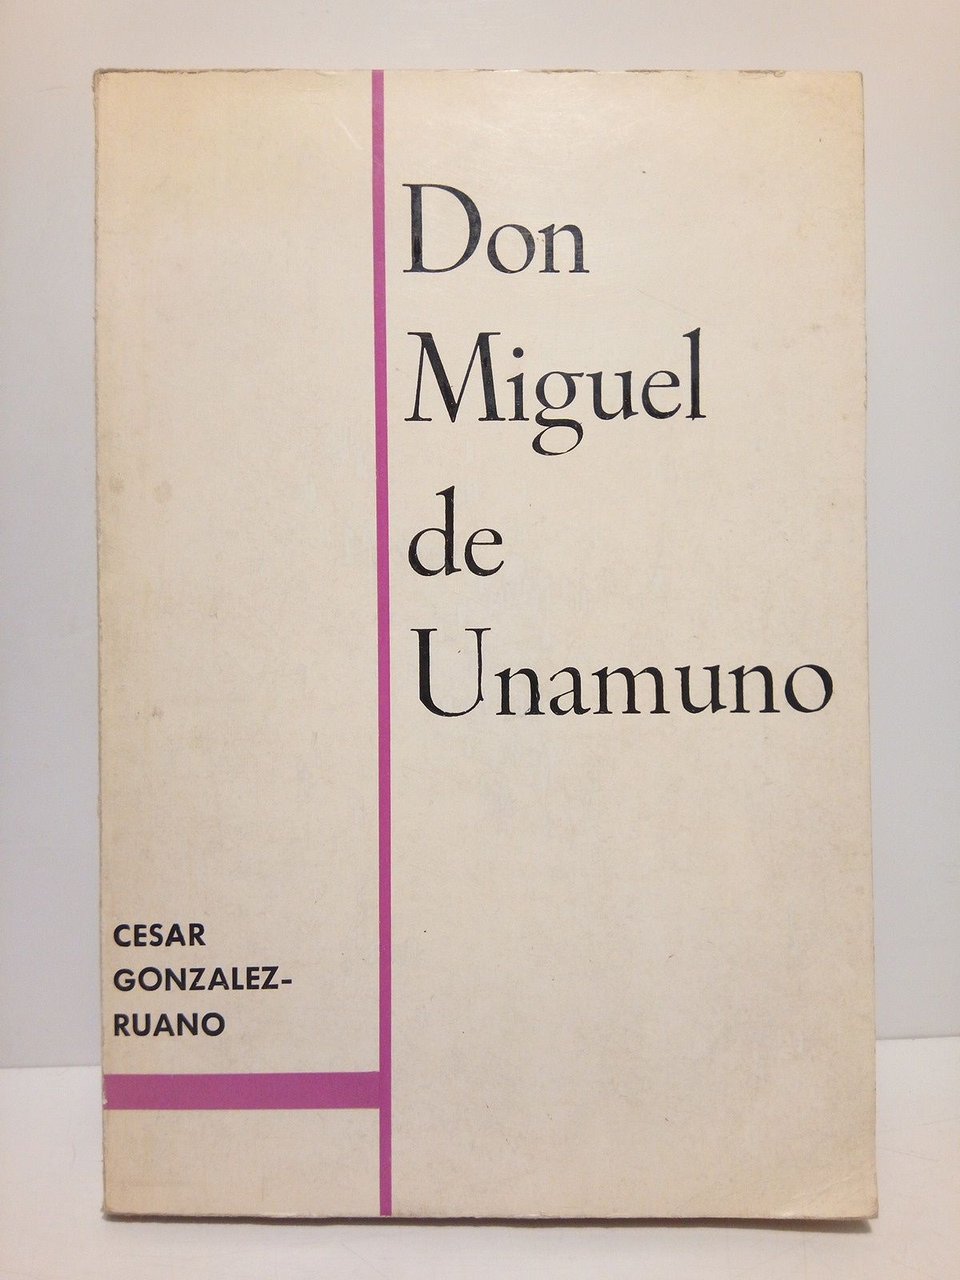 Don
Miguel
de
Unamuno
CESAR
GONZALEZ-
RUANO